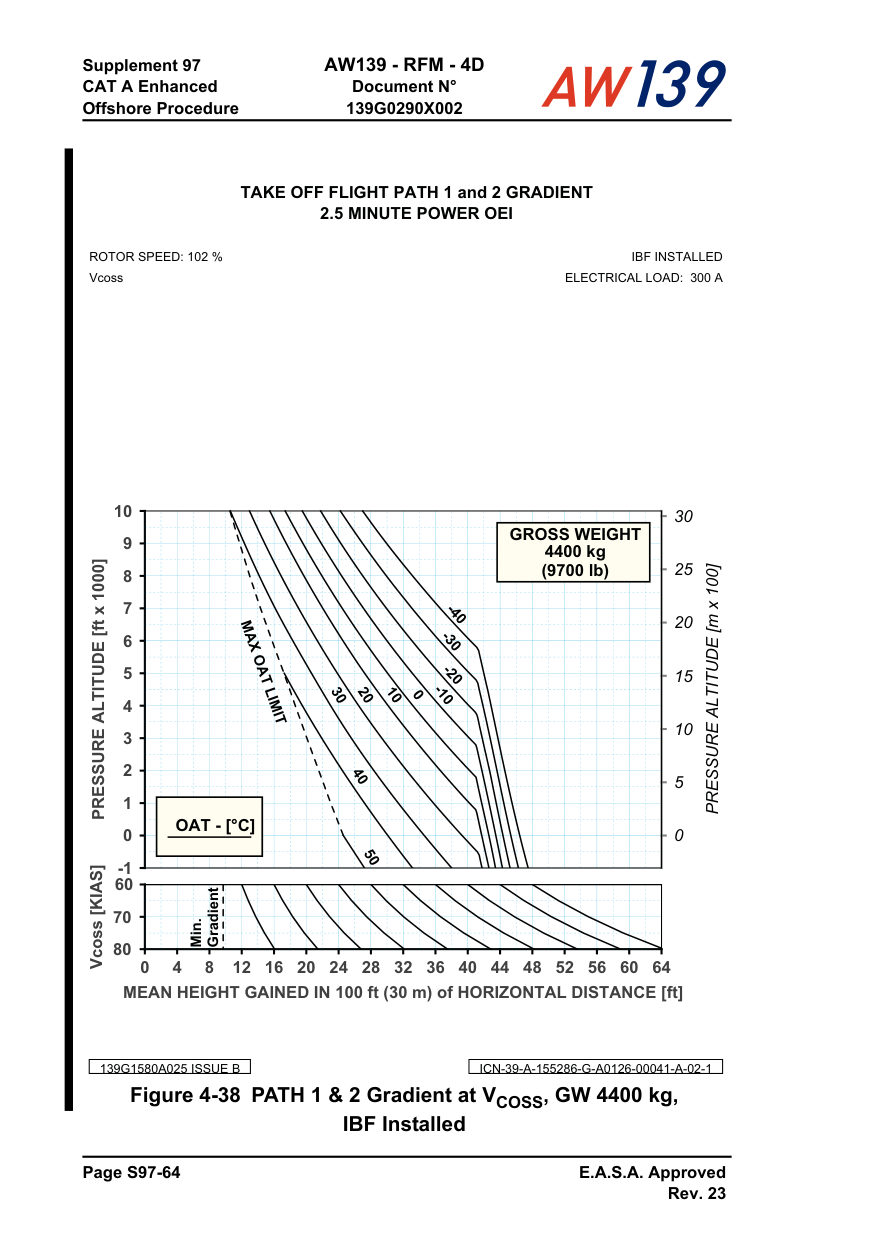 Supplement 97
CAT A Enhanced
Offshore Procedure
AW139 - RFM - 4D
Document N°
139G0290X002
AW139
TAKE OFF FLIGHT PATH 1 and 2 GRADIENT
2.5 MINUTE POWER OEI
ROTOR SPEED: 102 %
Vcoss
IBF INSTALLED
ELECTRICAL LOAD: 300 A
PRESSURE ALTITUDE [ft x 1000]
10
9
8
7
6
5
4
3
2
1
0
-1
GROSS WEIGHT
4400 kg
(9700 lb)
MAX OAT LIMIT
-40
-30
-20
-10
0
10
20
30
40
50
OAT - [°C]
30
25
20
15
10
5
0
PRESSURE ALTITUDE [m x 100]
Vcoss [KIAS]
60
70
80
Min.
Gradient
0 4 8 12 16 20 24 28 32 36 40 44 48 52 56 60 64
MEAN HEIGHT GAINED IN 100 ft (30 m) of HORIZONTAL DISTANCE [ft]
139G1580A025 ISSUE B
ICN-39-A-155286-G-A0126-00041-A-02-1
Figure 4-38 PATH 1 & 2 Gradient at VCOSS, GW 4400 kg,
IBF Installed
Page S97-64
E.A.S.A. Approved
Rev. 23